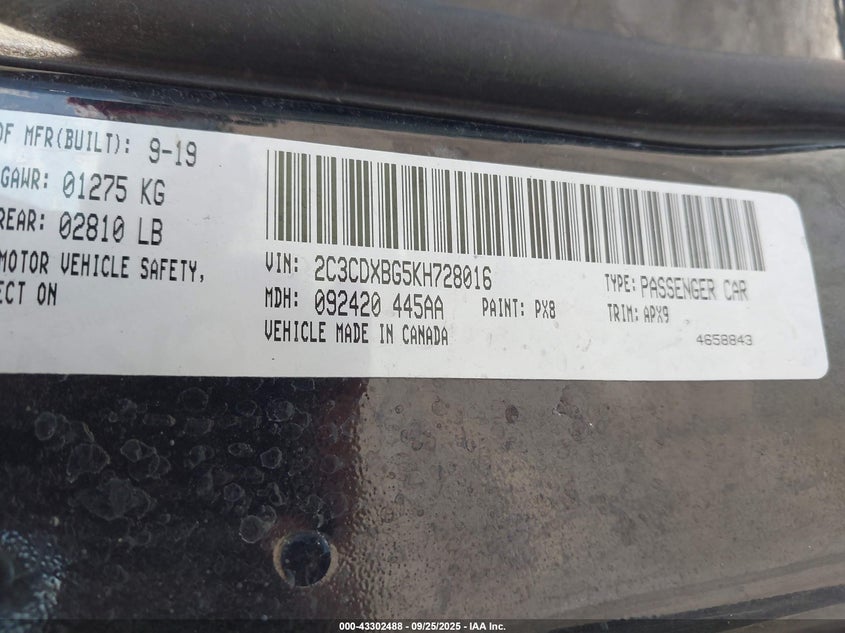 OF MFR(BUILT): 9-19
GAWR: 01275 KG
REAR: 02810 LB
MOTOR VEHICLE SAFETY,
ECT ON
VIN: 2C3CDXBG5KH728016
TYPE: PASSENGER CAR
MDH: 092420 445AA PAINT: PX8 TRIM: APX9
VEHICLE MADE IN CANADA
4658843
000-43302488 - 09/25/2025 - IAA Inc.